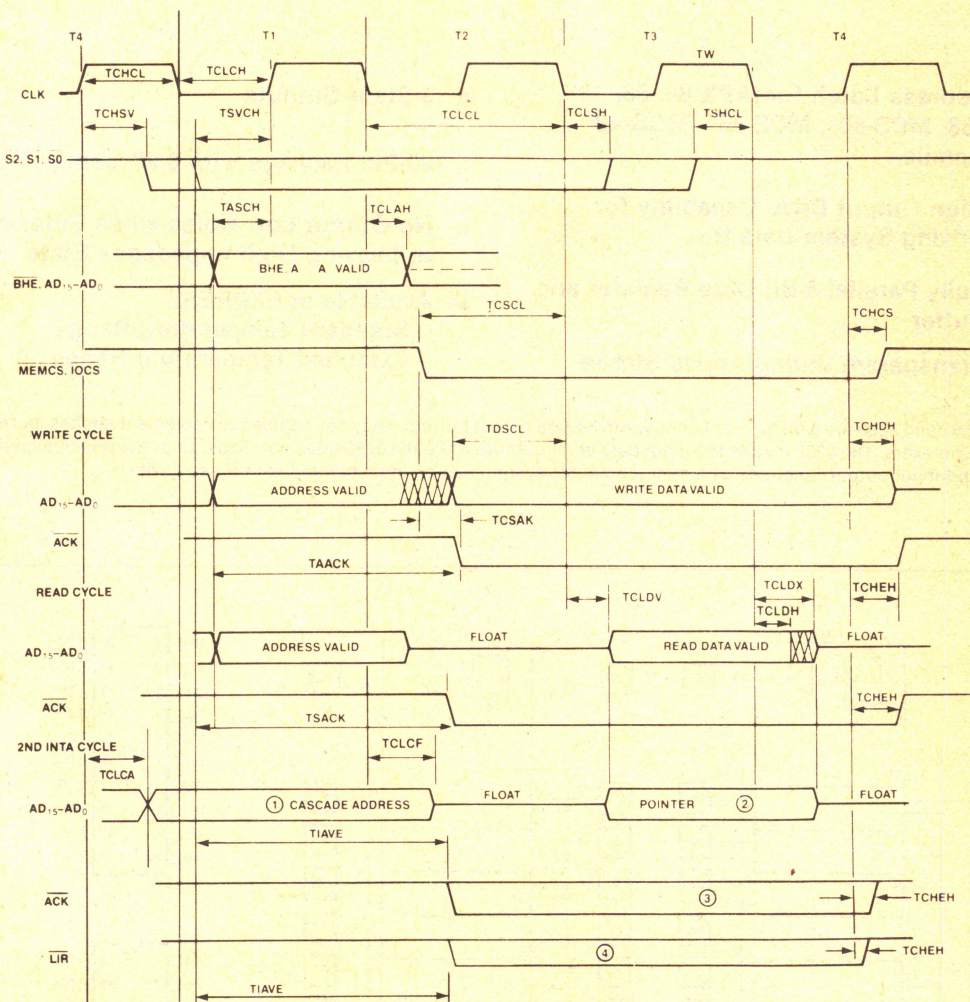 T4 T1 T2 T3 T4
TW
TCHCL TCLCH
CLK
TCHSV TSVCH TCLCL TCLSH TSHCL
S2, S1, S0
TASCH TCLAH
BHE, A A VALID
BHE, AD15-AD0
TCSCL TCHCS
MEMCS, IOCS
WRITE CYCLE TDSCL TCHDH
AD15-AD0 ADDRESS VALID WRITE DATA VALID
TCSAK
ACK
TAACK
READ CYCLE TCLDV TCLDX TCHEH
TCLDH
AD15-AD0 ADDRESS VALID FLOAT READ DATA VALID FLOAT
ACK TCHEH
TSACK
2ND INTA CYCLE
TCLCA TCLCF
AD15-AD0 ① CASCADE ADDRESS FLOAT POINTER ② FLOAT
TIAVE
ACK ③ TCHEH
LIR ④ TCHEH
TIAVE